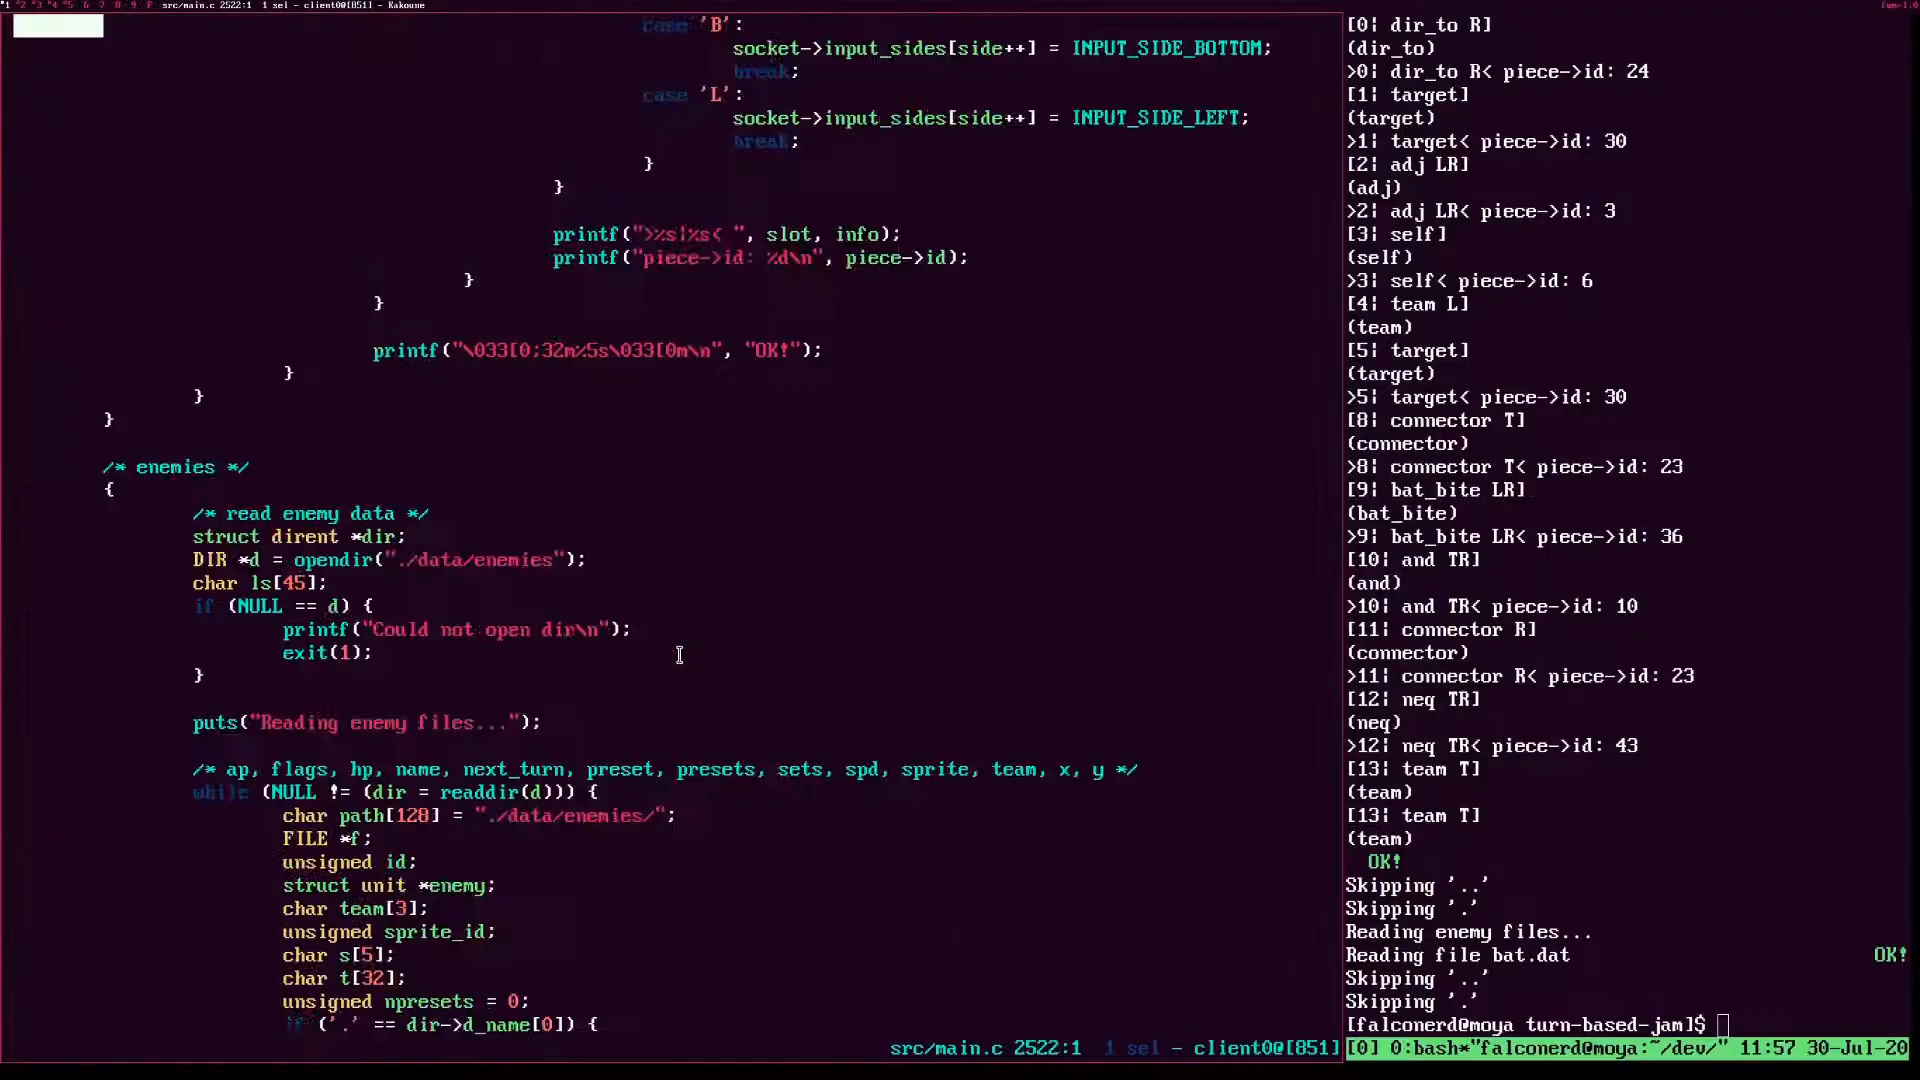 src/main.c 2522:1  1 sel - client0@[851] - Kakoune
case 'B':
socket->input_sides[side++] = INPUT_SIDE_BOTTOM;
break;
case 'L':
socket->input_sides[side++] = INPUT_SIDE_LEFT;
break;
}
}
printf(">%s|%s< ", slot, info);
printf("piece->id: %d\n", piece->id);
}
}
printf("\033[0;32m%5s\033[0m\n", "OK!");
}
}
}
/* enemies */
{
/* read enemy data */
struct dirent *dir;
DIR *d = opendir("./data/enemies");
char ls[45];
if (NULL == d) {
printf("Could not open dir\n");
exit(1);
}
puts("Reading enemy files...");
/* ap, flags, hp, name, next_turn, preset, presets, sets, spd, sprite, team, x, y */
while (NULL != (dir = readdir(d))) {
char path[128] = "./data/enemies/";
FILE *f;
unsigned id;
struct unit *enemy;
char team[3];
unsigned sprite_id;
char s[5];
char t[32];
unsigned npresets = 0;
if ('.' == dir->d_name[0]) {
src/main.c 2522:1  1 sel - client0@[851]
[0| dir_to R]
(dir_to)
>0| dir_to R< piece->id: 24
[1| target]
(target)
>1| target< piece->id: 30
[2| adj LR]
(adj)
>2| adj LR< piece->id: 3
[3| self]
(self)
>3| self< piece->id: 6
[4| team L]
(team)
[5| target]
(target)
>5| target< piece->id: 30
[8| connector T]
(connector)
>8| connector T< piece->id: 23
[9| bat_bite LR]
(bat_bite)
>9| bat_bite LR< piece->id: 36
[10| and TR]
(and)
>10| and TR< piece->id: 10
[11| connector R]
(connector)
>11| connector R< piece->id: 23
[12| neq TR]
(neq)
>12| neq TR< piece->id: 43
[13| team T]
(team)
[13| team T]
(team)
OK!
Skipping '..'
Skipping '.'
Reading enemy files...
Reading file bat.dat OK!
Skipping '..'
Skipping '.'
[falconerd@moya turn-based-jam]$
[0] 0:bash*"falconerd@moya:~/dev/" 11:57 30-Jul-20